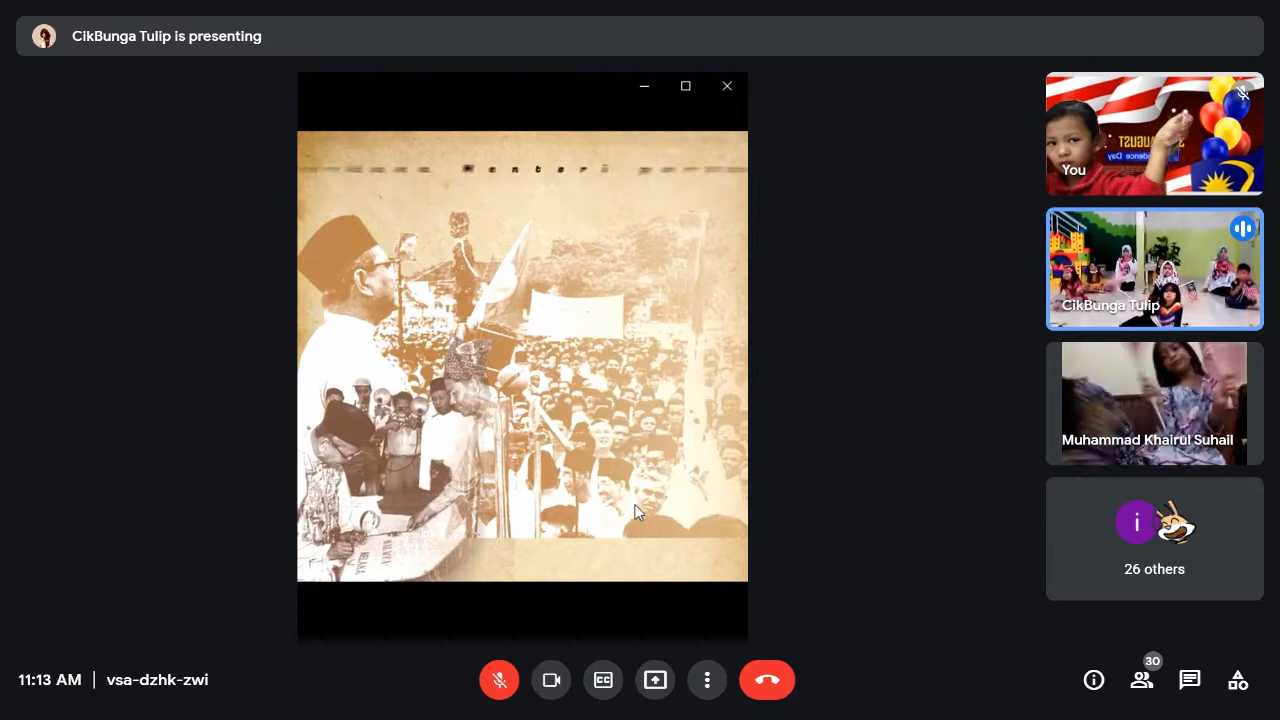 CikBunga Tulip is presenting
You
CikBunga Tulip
Muhammad Khairul Suhail
i
26 others
11:13 AM | vsa-dzhk-zwi
CC
30